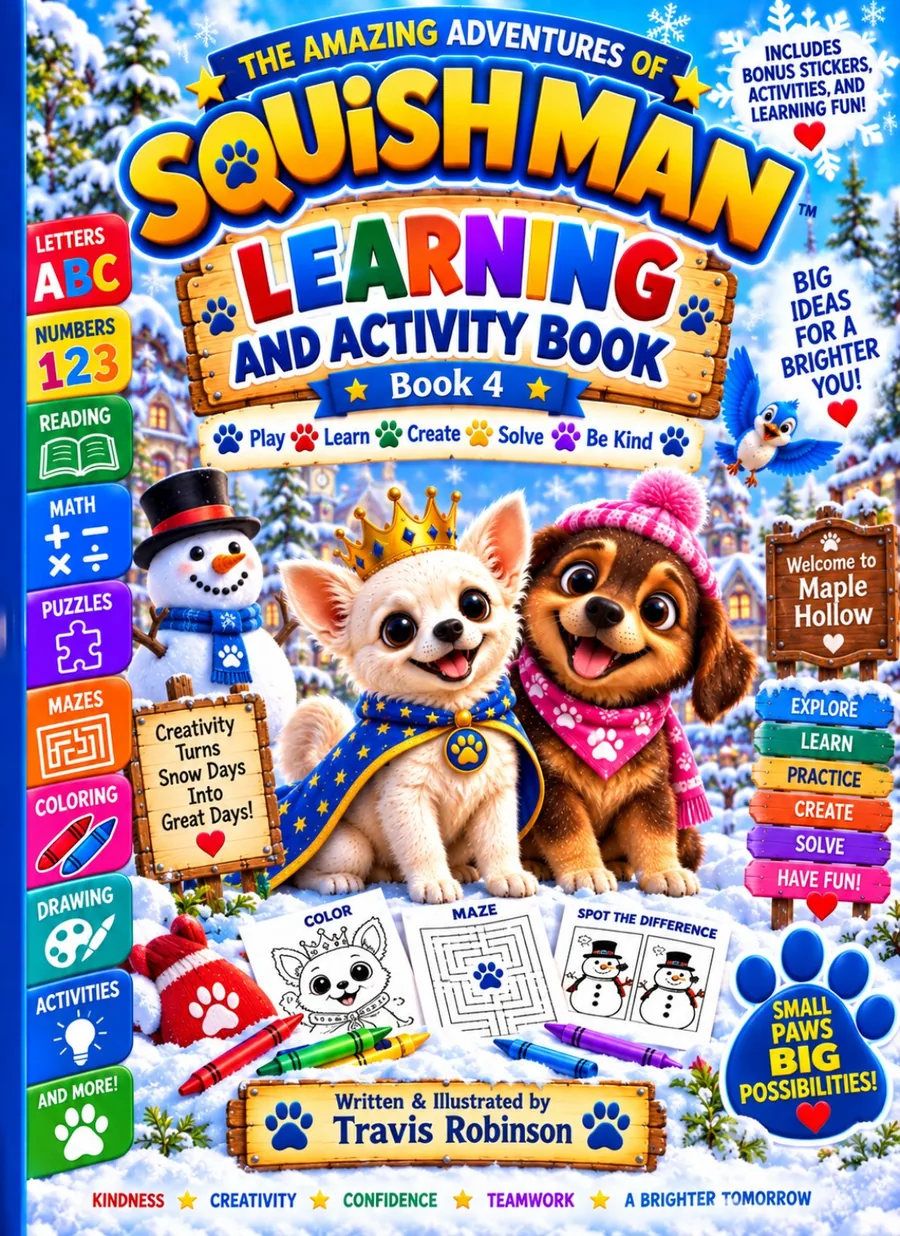 THE AMAZING ADVENTURES OF
SQUiSH MAN
TM
LEARNING
AND ACTIVITY BOOK
Book 4
Play Learn Create Solve Be Kind
INCLUDES
BONUS STICKERS,
ACTIVITIES, AND
LEARNING FUN!
BIG
IDEAS
FOR A
BRIGHTER
YOU!
LETTERS
ABC
NUMBERS
123
READING
MATH
+ −
× ÷
PUZZLES
MAZES
COLORING
DRAWING
ACTIVITIES
AND MORE!
Welcome to
Maple
Hollow
EXPLORE
LEARN
PRACTICE
CREATE
SOLVE
HAVE FUN!
Creativity
Turns
Snow Days
Into
Great Days!
COLOR
MAZE
SPOT THE DIFFERENCE
SMALL
PAWS
BIG
POSSIBILITIES!
Written & Illustrated by
Travis Robinson
KINDNESS CREATIVITY CONFIDENCE TEAMWORK A BRIGHTER TOMORROW